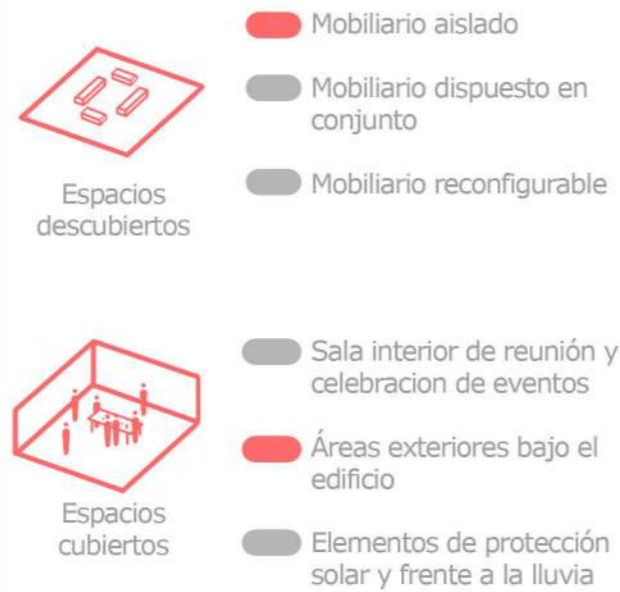 Mobiliario aislado
Mobiliario dispuesto en
conjunto
Mobiliario reconfigurable
Espacios
descubiertos
Sala interior de reunión y
celebracion de eventos
Áreas exteriores bajo el
edificio
Elementos de protección
solar y frente a la lluvia
Espacios
cubiertos